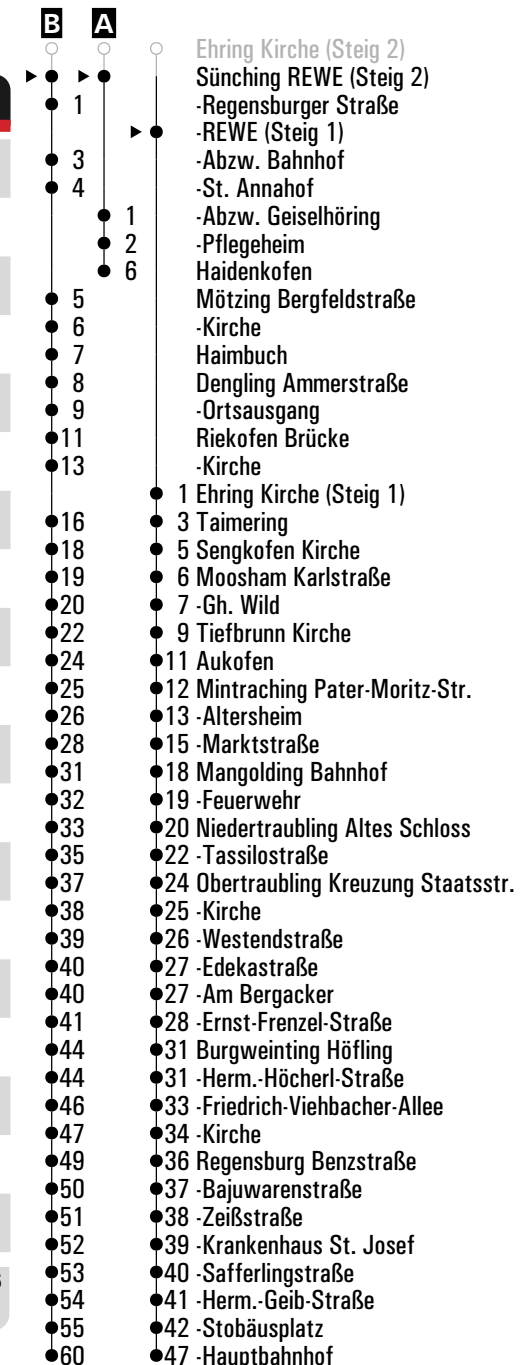 B A
Ehring Kirche (Steig 2)
Sünching REWE (Steig 2)
1 -Regensburger Straße
-REWE (Steig 1)
3 -Abzw. Bahnhof
4 -St. Annahof
1 -Abzw. Geiselhöring
2 -Pflegeheim
6 Haidenkofen
5 Mötzing Bergfeldstraße
6 -Kirche
7 Haimbuch
8 Dengling Ammerstraße
9 -Ortsausgang
11 Riekofen Brücke
13 -Kirche
1 Ehring Kirche (Steig 1)
16 3 Taimering
18 5 Sengkofen Kirche
19 6 Moosham Karlstraße
20 7 -Gh. Wild
22 9 Tiefbrunn Kirche
24 11 Aukofen
25 12 Mintraching Pater-Moritz-Str.
26 13 -Altersheim
28 15 -Marktstraße
31 18 Mangolding Bahnhof
32 19 -Feuerwehr
33 20 Niedertraubling Altes Schloss
35 22 -Tassilostraße
37 24 Obertraubling Kreuzung Staatsstr.
38 25 -Kirche
39 26 -Westendstraße
40 27 -Edekastraße
40 27 -Am Bergacker
41 28 -Ernst-Frenzel-Straße
44 31 Burgweinting Höfling
44 31 -Herm.-Höcherl-Straße
46 33 -Friedrich-Viehbacher-Allee
47 34 -Kirche
49 36 Regensburg Benzstraße
50 37 -Bajuwarenstraße
51 38 -Zeißstraße
52 39 -Krankenhaus St. Josef
53 40 -Safferlingstraße
54 41 -Herm.-Geib-Straße
55 42 -Stobäusplatz
60 47 -Hauptbahnhof